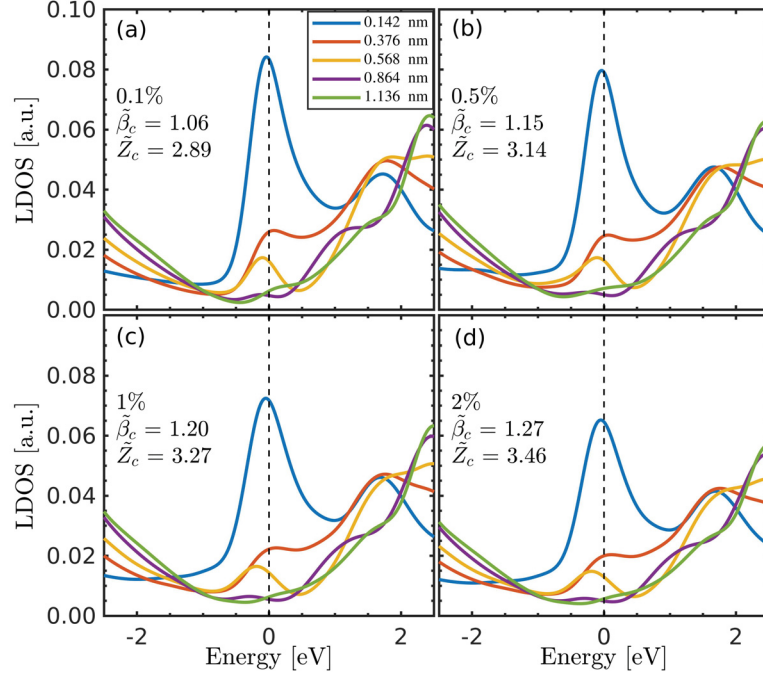 0.10
(a)
0.142 nm
0.376 nm
0.568 nm
0.864 nm
1.136 nm
(b)
0.08
0.1%
β̃c = 1.06
Z̃c = 2.89
0.5%
β̃c = 1.15
Z̃c = 3.14
0.06
LDOS [a.u.]
0.04
0.02
0.00
(c)
(d)
0.08
1%
β̃c = 1.20
Z̃c = 3.27
2%
β̃c = 1.27
Z̃c = 3.46
0.06
LDOS [a.u.]
0.04
0.02
0.00
-2 0 2 -2 0 2
Energy [eV] Energy [eV]